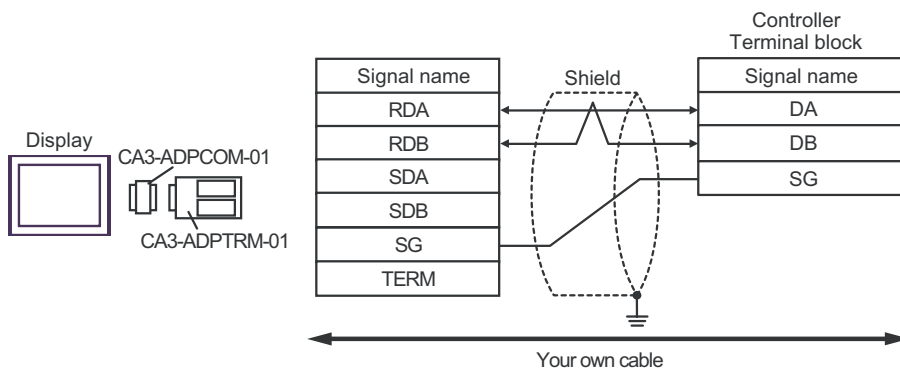 Controller
Terminal block
Signal name
Shield
Signal name
RDA
DA
RDB
DB
Display
CA3-ADPCOM-01
SDA
SG
SDB
CA3-ADPTRM-01
SG
TERM
Your own cable